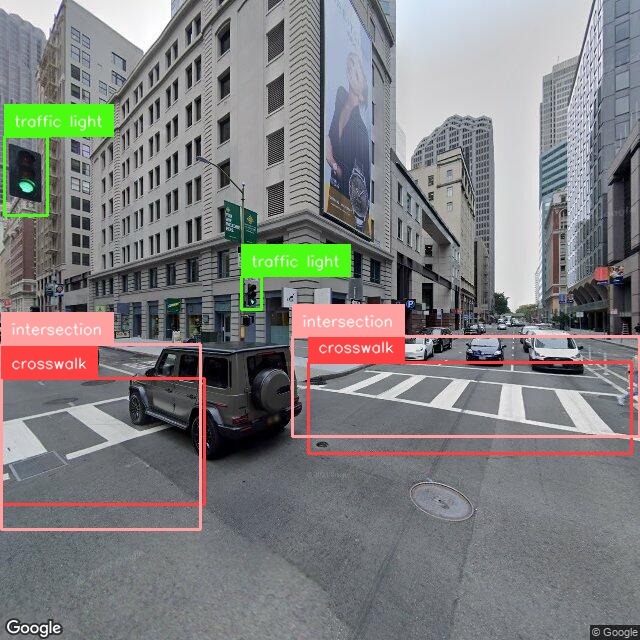 traffic light
traffic light
intersection
crosswalk
intersection
crosswalk
P
Google
© Google